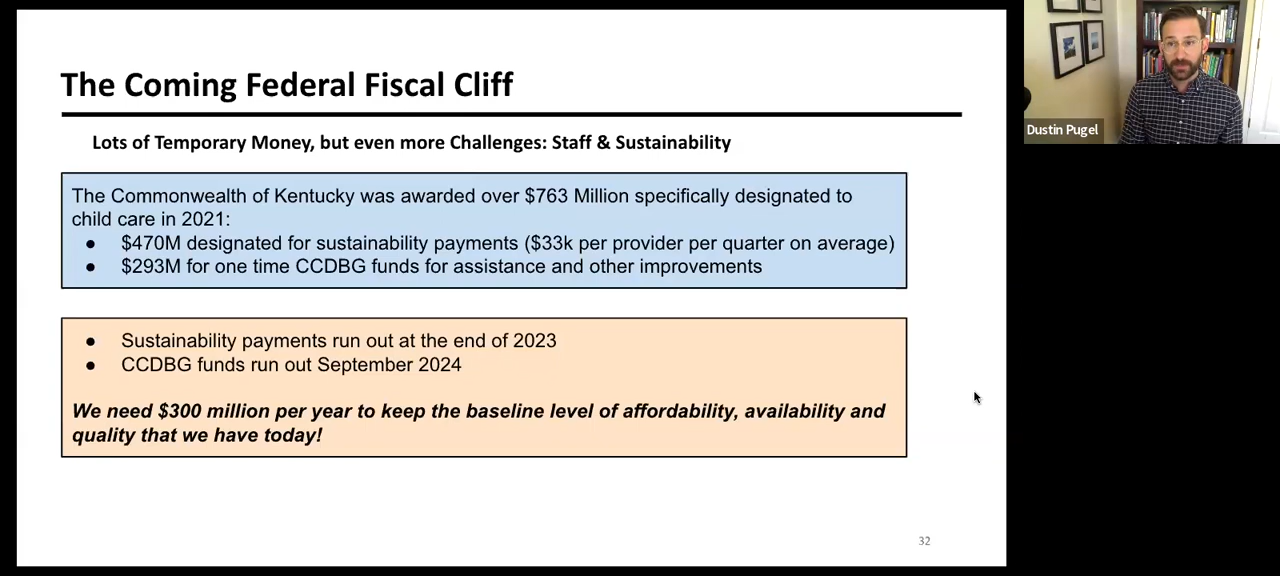 The Coming Federal Fiscal Cliff
Lots of Temporary Money, but even more Challenges: Staff & Sustainability
The Commonwealth of Kentucky was awarded over $763 Million specifically designated to
child care in 2021:
● $470M designated for sustainability payments ($33k per provider per quarter on average)
● $293M for one time CCDBG funds for assistance and other improvements
● Sustainability payments run out at the end of 2023
● CCDBG funds run out September 2024
We need $300 million per year to keep the baseline level of affordability, availability and
quality that we have today!
32
Dustin Pugel